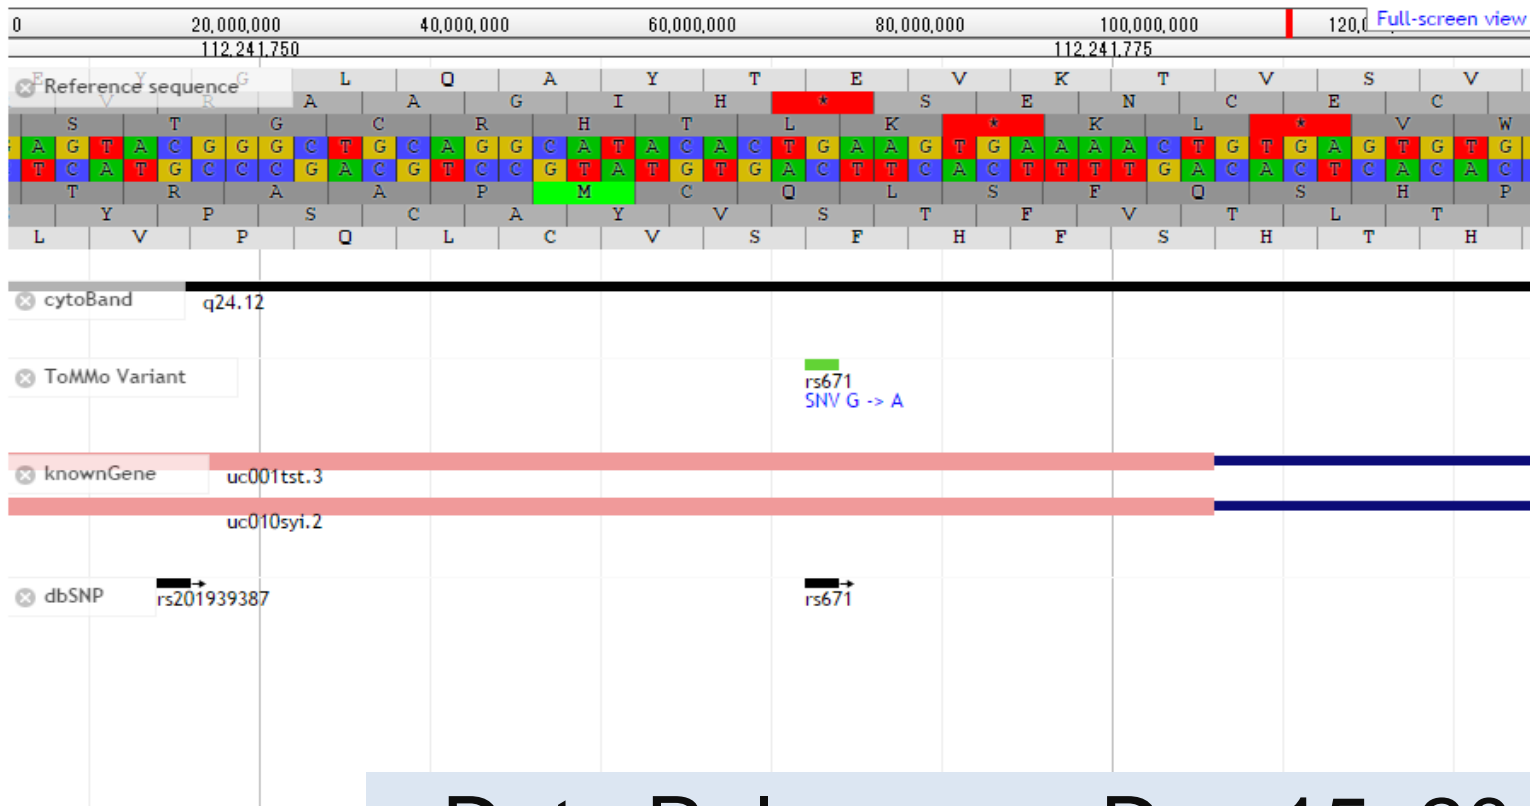 0 20,000,000 40,000,000 60,000,000 80,000,000 100,000,000 Full-screen view
112,241,750 112,241,775
E Y G L Q A Y T E V K T V S V
Reference sequence
V R A A G I H * S E N C E C
S T G C R H T L K * K L * V W
G A G T A C G G G C T G C A G G C A T A C A C T G A A G T G A A A A C T G T G A G T G T G
C T C A T G C C C G A C G T C C G T A T G T G A C T T C A C T T T T G A C A C T C A C A C
T R A A P M C Q L S F Q S H P
Y P S C A Y V S T F V T L T
L V P Q L C V S F H F S H T H
cytoBand q24.12
ToMMo Variant
rs671
SNV G -> A
knownGene uc001tst.3
uc010syi.2
dbSNP rs201939387 rs671